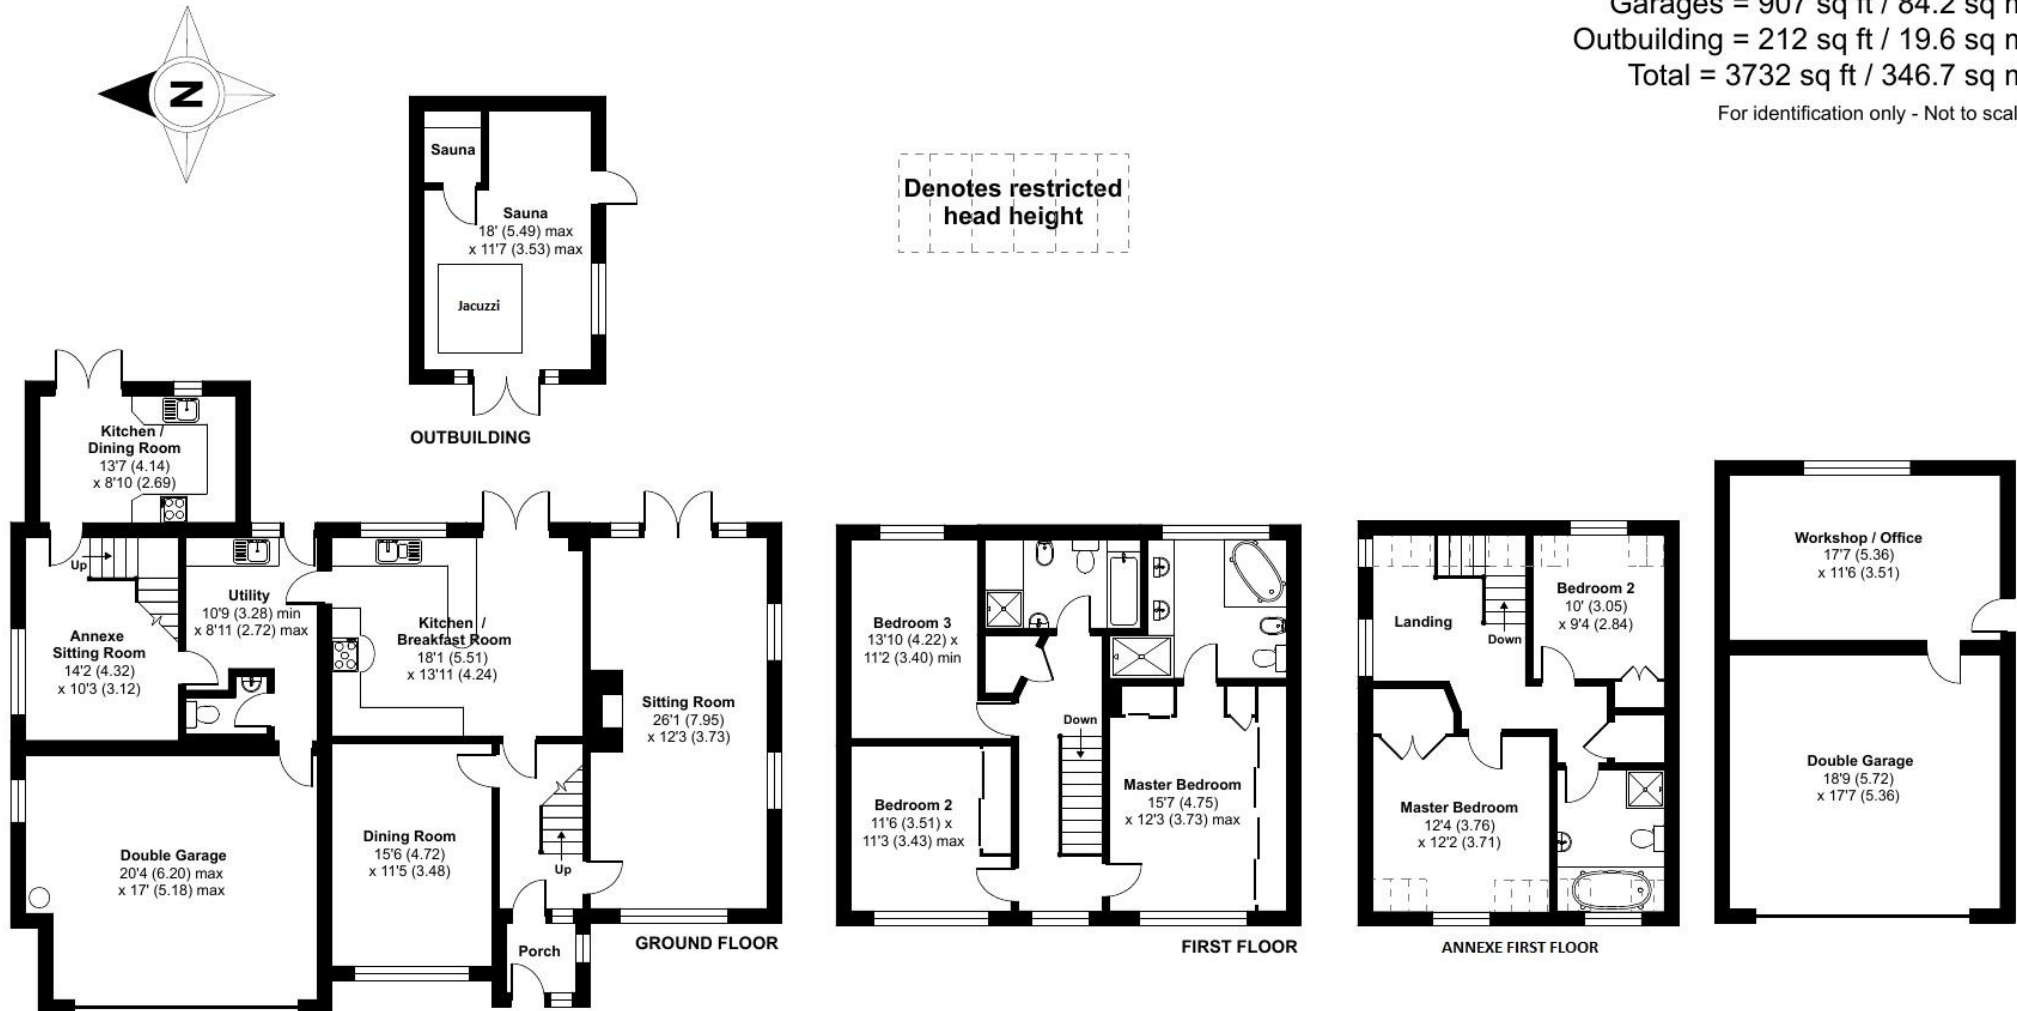 Garages = 907 sq ft / 84.2 sq m
Outbuilding = 212 sq ft / 19.6 sq m
Total = 3732 sq ft / 346.7 sq m
For identification only - Not to scal
N
Sauna
Sauna
18' (5.49) max
x 11'7 (3.53) max
Jacuzzi
OUTBUILDING
Denotes restricted
head height
Kitchen /
Dining Room
13'7 (4.14)
x 8'10 (2.69)
Up
Utility
10'9 (3.28) min
x 8'11 (2.72) max
Annexe
Sitting Room
14'2 (4.32)
x 10'3 (3.12)
Kitchen /
Breakfast Room
18'1 (5.51)
x 13'11 (4.24)
Sitting Room
26'1 (7.95)
x 12'3 (3.73)
Double Garage
20'4 (6.20) max
x 17' (5.18) max
Dining Room
15'6 (4.72)
x 11'5 (3.48)
Up
Porch
GROUND FLOOR
Bedroom 3
13'10 (4.22) x
11'2 (3.40) min
Down
Bedroom 2
11'6 (3.51) x
11'3 (3.43) max
Master Bedroom
15'7 (4.75)
x 12'3 (3.73) max
FIRST FLOOR
Landing
Down
Bedroom 2
10' (3.05)
x 9'4 (2.84)
Master Bedroom
12'4 (3.76)
x 12'2 (3.71)
ANNEXE FIRST FLOOR
Workshop / Office
17'7 (5.36)
x 11'6 (3.51)
Double Garage
18'9 (5.72)
x 17'7 (5.36)